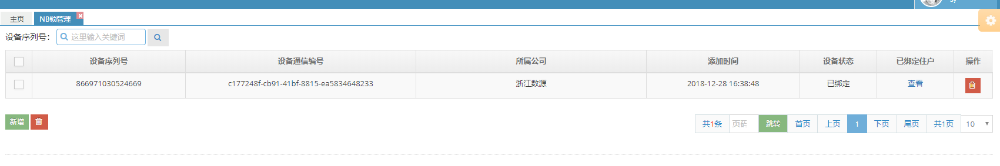 主页 NB锁管理
设备序列号： 这里输入关键词
设备序列号 设备通信编号 所属公司 添加时间 设备状态 已绑定住户 操作
866971030524669 c177248f-cb91-41bf-8815-ea5834648233 浙江数源 2018-12-28 16:38:48 已绑定 查看
新增 共1条 页码 跳转 首页 上页 1 下页 尾页 共1页 10